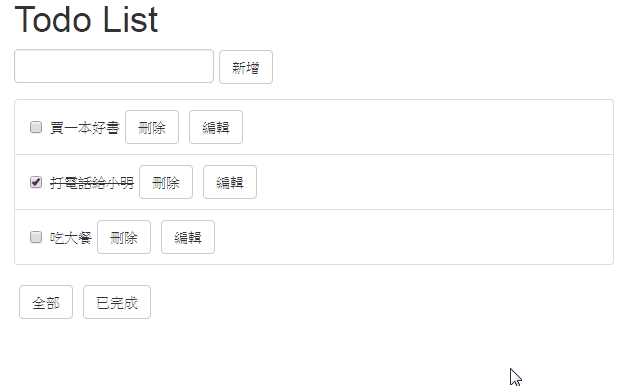 Todo List
新增
買一本好書 刪除 編輯
打電話給小明 刪除 編輯
吃大餐 刪除 編輯
全部 已完成